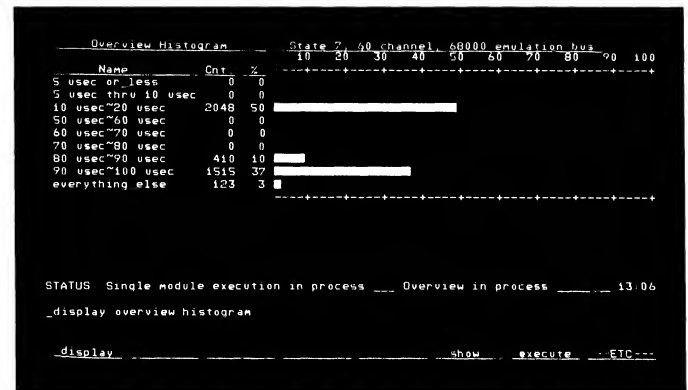 Overview Histogram State 7, 60 channel, 68000 emulation bus
10 20 30 40 50 60 70 80 90 100
Name Cnt % ----+----+----+----+----+----+----+----+----+----+
5 usec or less 0 0
5 usec thru 10 usec 0 0
10 usec~20 usec 2048 50
50 usec~60 usec 0 0
60 usec~70 usec 0 0
70 usec~80 usec 0 0
80 usec~90 usec 410 10
90 usec~100 usec 1515 37
everything else 123 3
----+----+----+----+----+----+----+----+----+----+
STATUS Single module execution in process ___ Overview in process ______ 13:06
_display overview histogram
_display show execute --ETC---